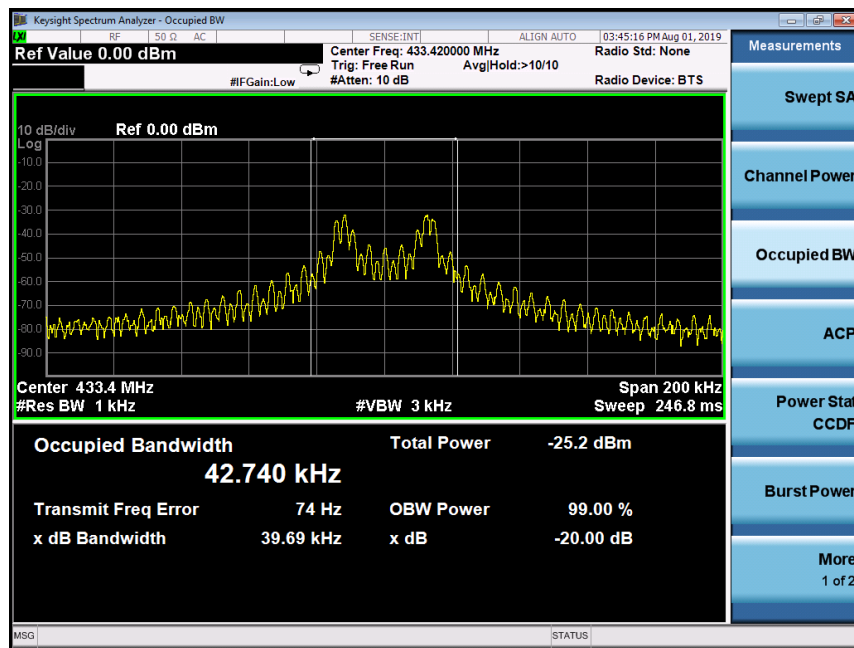 Keysight Spectrum Analyzer - Occupied BW
LXI RF 50 Ω AC SENSE:INT ALIGN AUTO 03:45:16 PM Aug 01, 2019
Ref Value 0.00 dBm
Center Freq: 433.420000 MHz
Radio Std: None
Trig: Free Run Avg|Hold:>10/10
#IFGain:Low
#Atten: 10 dB
Radio Device: BTS
10 dB/div Ref 0.00 dBm
Log
-10.0
-20.0
-30.0
-40.0
-50.0
-60.0
-70.0
-80.0
-90.0
Center 433.4 MHz
Span 200 kHz
#Res BW 1 kHz
#VBW 3 kHz
Sweep 246.8 ms
Occupied Bandwidth
42.740 kHz
Total Power -25.2 dBm
Transmit Freq Error 74 Hz
OBW Power 99.00 %
x dB Bandwidth 39.69 kHz
x dB -20.00 dB
MSG
STATUS
Measurements
Swept SA
Channel Power
Occupied BW
ACP
Power Stat
CCDF
Burst Power
More
1 of 2